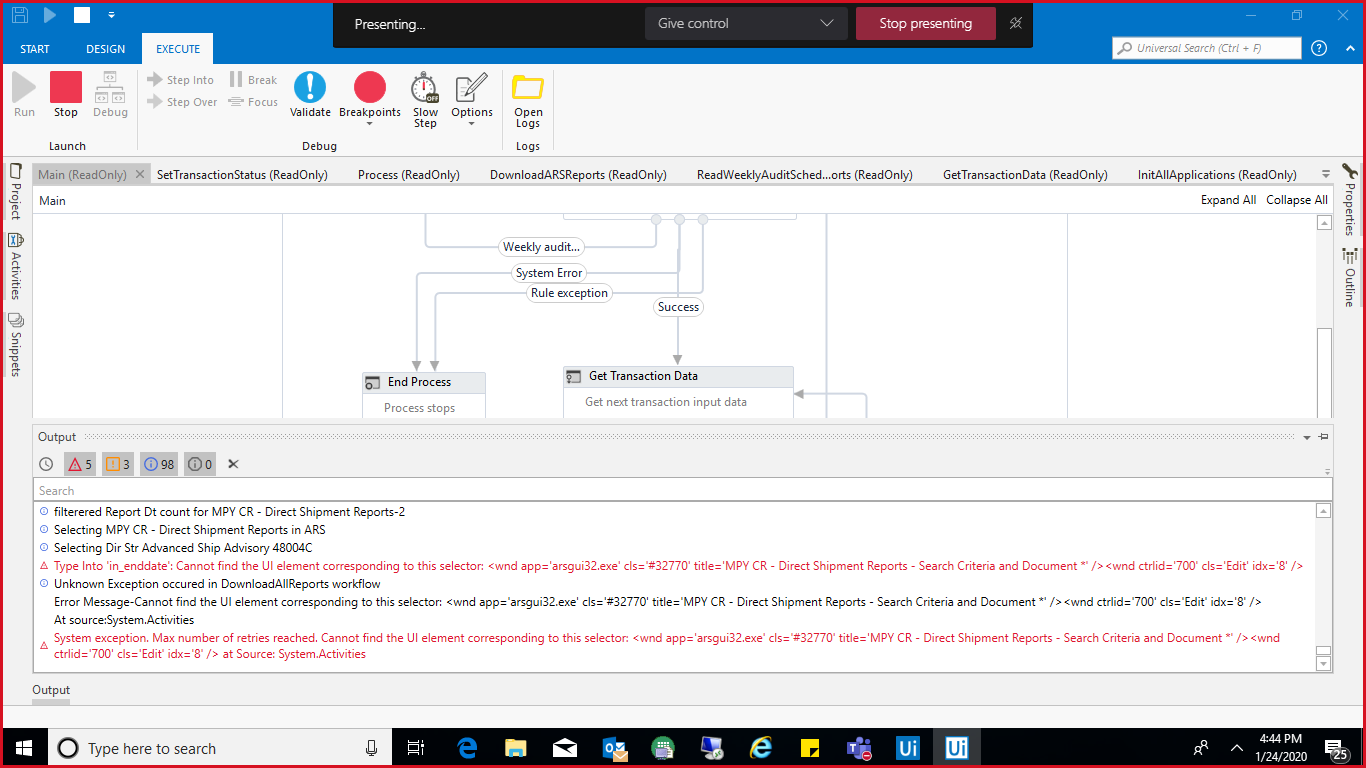 Presenting...
Give control
Stop presenting
START
DESIGN
EXECUTE
Universal Search (Ctrl + F)
?
Run
Stop
Debug
Step Into
Step Over
Break
Focus
Validate
Breakpoints
OFF
Slow
Step
Options
Open
Logs
Launch
Debug
Logs
Project
Activities
Snippets
Properties
Outline
Main (ReadOnly)
SetTransactionStatus (ReadOnly)
Process (ReadOnly)
DownloadARSReports (ReadOnly)
ReadWeeklyAuditSched...orts (ReadOnly)
GetTransactionData (ReadOnly)
InitAllApplications (ReadOnly)
Main
Expand All
Collapse All
Weekly audit...
System Error
Rule exception
Success
End Process
Process stops
Get Transaction Data
Get next transaction input data
Output
5
3
98
0
Search
filterered Report Dt count for MPY CR - Direct Shipment Reports-2
Selecting MPY CR - Direct Shipment Reports in ARS
Selecting Dir Str Advanced Ship Advisory 48004C
Type Into 'in_enddate': Cannot find the UI element corresponding to this selector: <wnd app='arsgui32.exe' cls='#32770' title='MPY CR - Direct Shipment Reports - Search Criteria and Document *' /><wnd ctrlid='700' cls='Edit' idx='8' />
Unknown Exception occured in DownloadAllReports workflow
Error Message-Cannot find the UI element corresponding to this selector: <wnd app='arsgui32.exe' cls='#32770' title='MPY CR - Direct Shipment Reports - Search Criteria and Document *' /><wnd ctrlid='700' cls='Edit' idx='8' />
At source:System.Activities
System exception. Max number of retries reached. Cannot find the UI element corresponding to this selector: <wnd app='arsgui32.exe' cls='#32770' title='MPY CR - Direct Shipment Reports - Search Criteria and Document *' /><wnd
ctrlid='700' cls='Edit' idx='8' /> at Source: System.Activities
Output
Type here to search
Ui
Ui
4:44 PM
1/24/2020
25